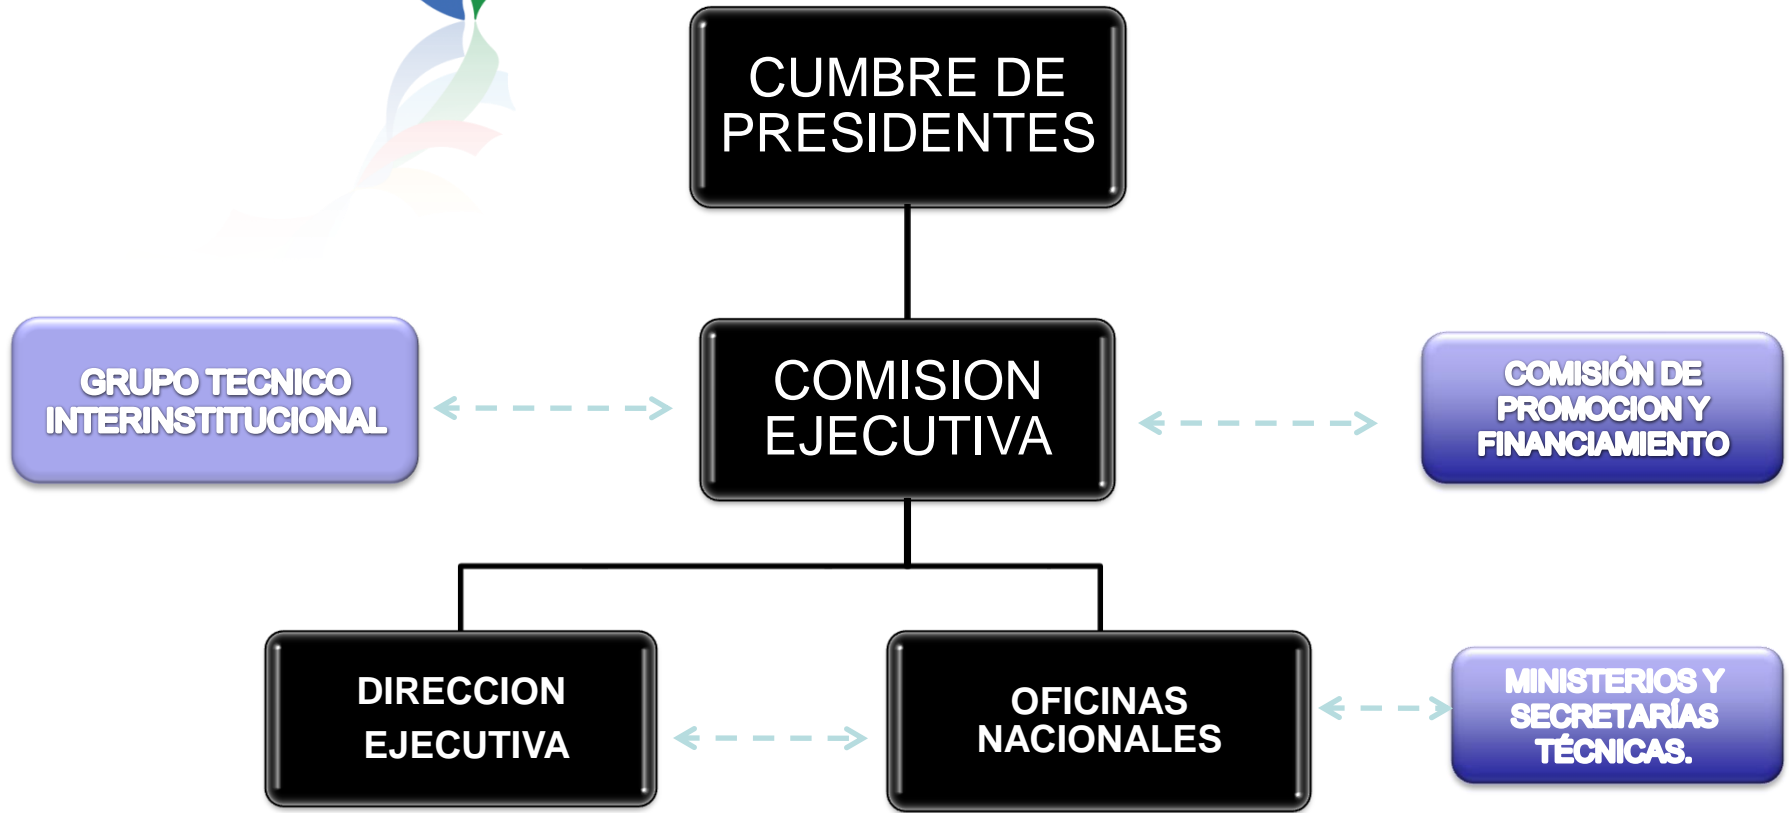 CUMBRE DE
PRESIDENTES
GRUPO TECNICO
INTERINSTITUCIONAL
COMISION
EJECUTIVA
COMISIÓN DE
PROMOCION Y
FINANCIAMIENTO
DIRECCION
EJECUTIVA
OFICINAS
NACIONALES
MINISTERIOS Y
SECRETARÍAS
TÉCNICAS.